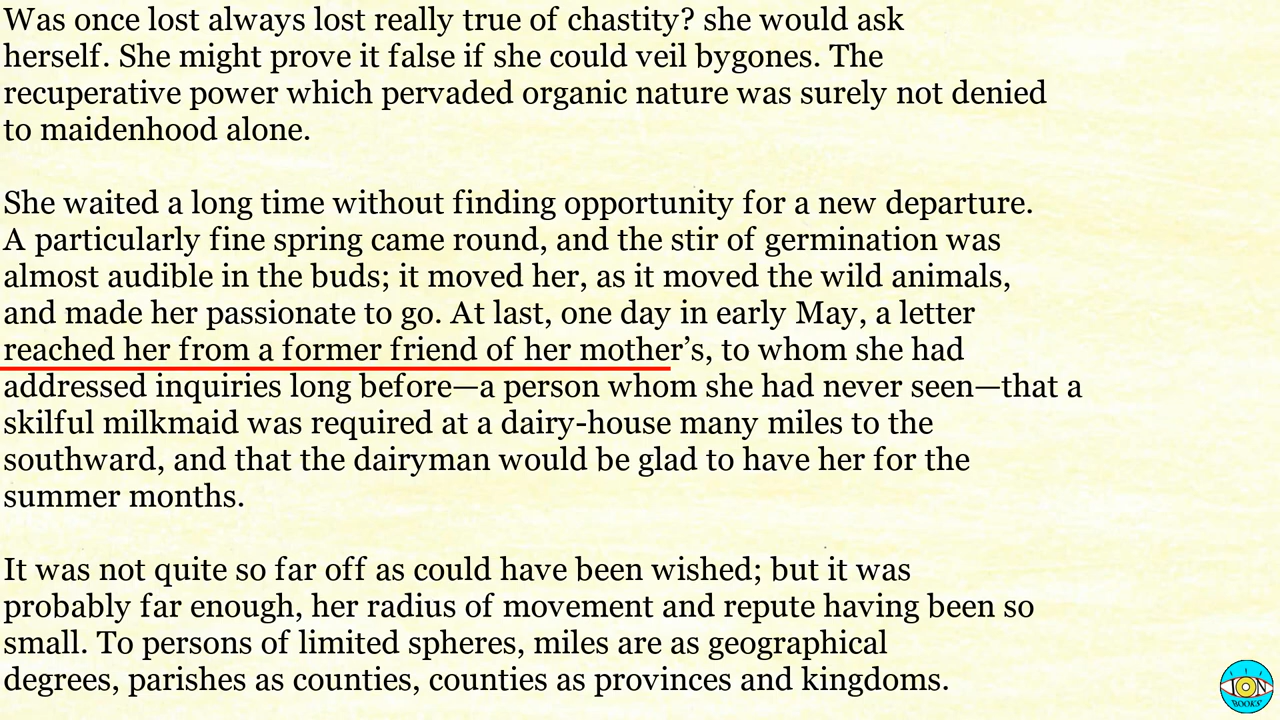 Was once lost always lost really true of chastity? she would ask
herself. She might prove it false if she could veil bygones. The
recuperative power which pervaded organic nature was surely not denied
to maidenhood alone.
She waited a long time without finding opportunity for a new departure.
A particularly fine spring came round, and the stir of germination was
almost audible in the buds; it moved her, as it moved the wild animals,
and made her passionate to go. At last, one day in early May, a letter
reached her from a former friend of her mother’s, to whom she had
addressed inquiries long before—a person whom she had never seen—that a
skilful milkmaid was required at a dairy-house many miles to the
southward, and that the dairyman would be glad to have her for the
summer months.
It was not quite so far off as could have been wished; but it was
probably far enough, her radius of movement and repute having been so
small. To persons of limited spheres, miles are as geographical
degrees, parishes as counties, counties as provinces and kingdoms.
ION
BOOKS